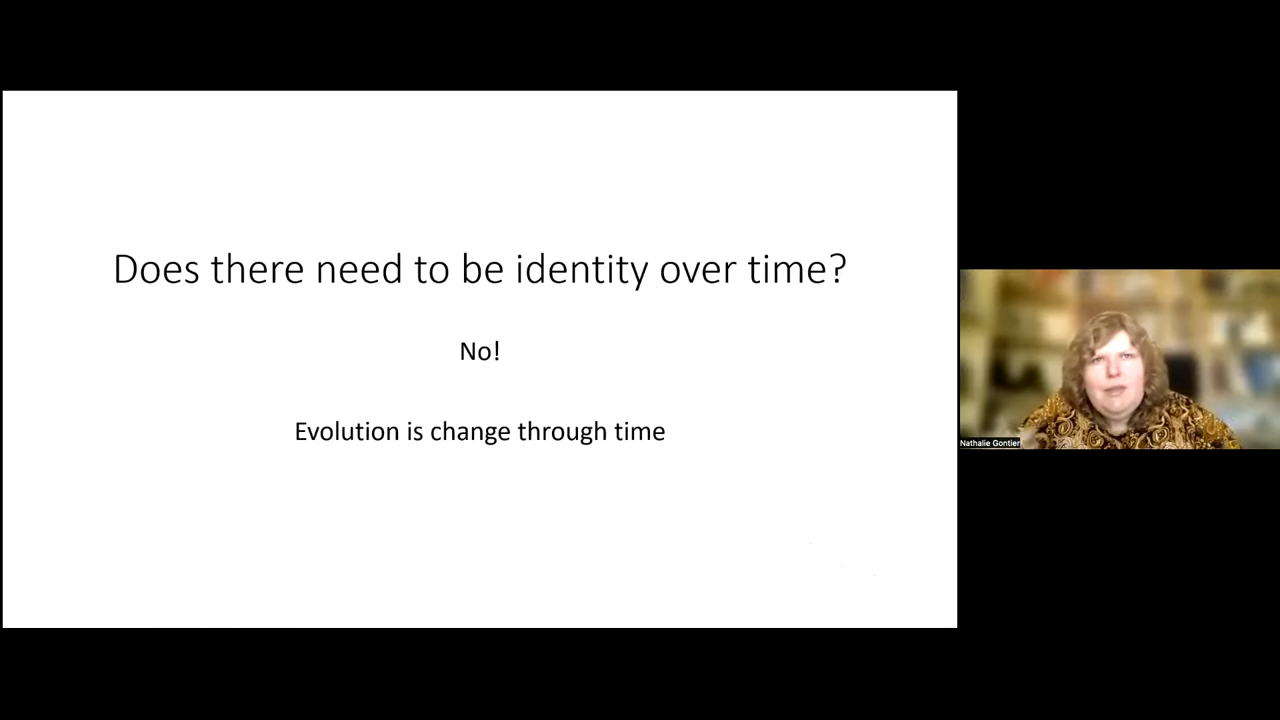 Does there need to be identity over time?
No!
Evolution is change through time
Nathalie Gontier